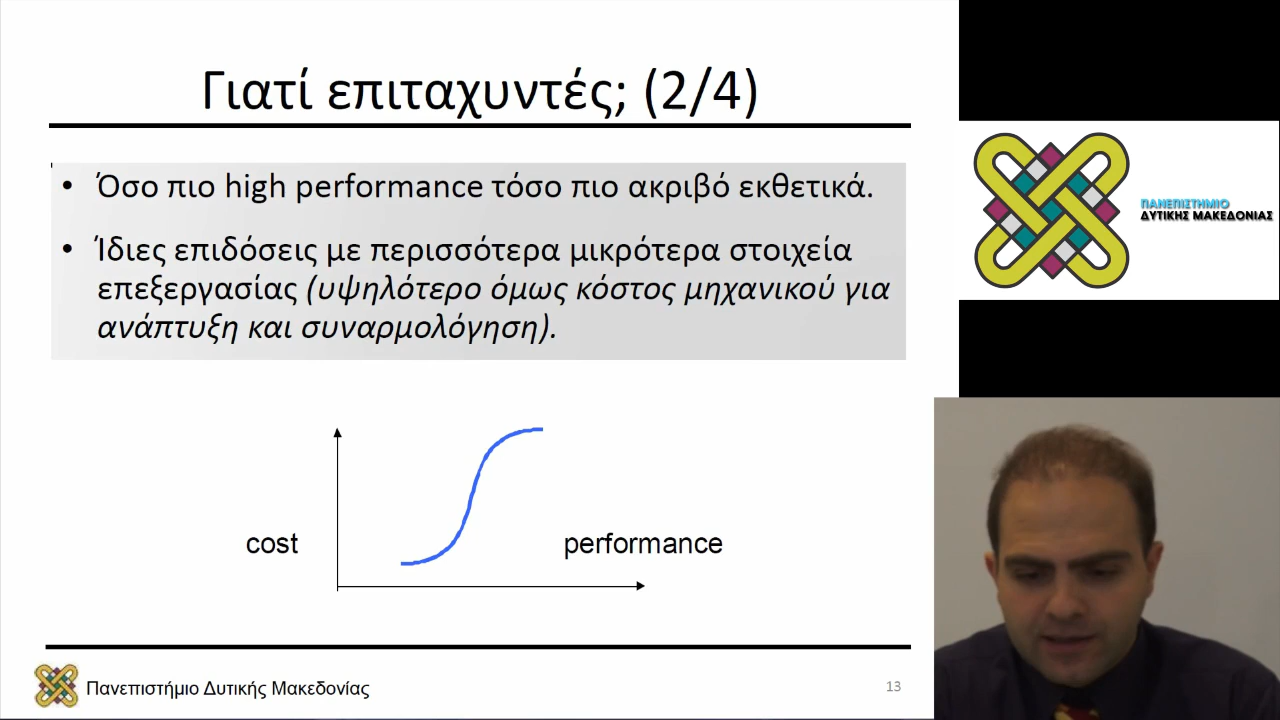 Γιατί επιταχυντές; (2/4)
• Όσο πιο high performance τόσο πιο ακριβό εκθετικά.
• Ίδιες επιδόσεις με περισσότερα μικρότερα στοιχεία
επεξεργασίας (υψηλότερο όμως κόστος μηχανικού για
ανάπτυξη και συναρμολόγηση).
cost
performance
Πανεπιστήμιο Δυτικής Μακεδονίας
13
ΠΑΝΕΠΙΣΤΗΜΙΟ
ΔΥΤΙΚΗΣ ΜΑΚΕΔΟΝΙΑΣ